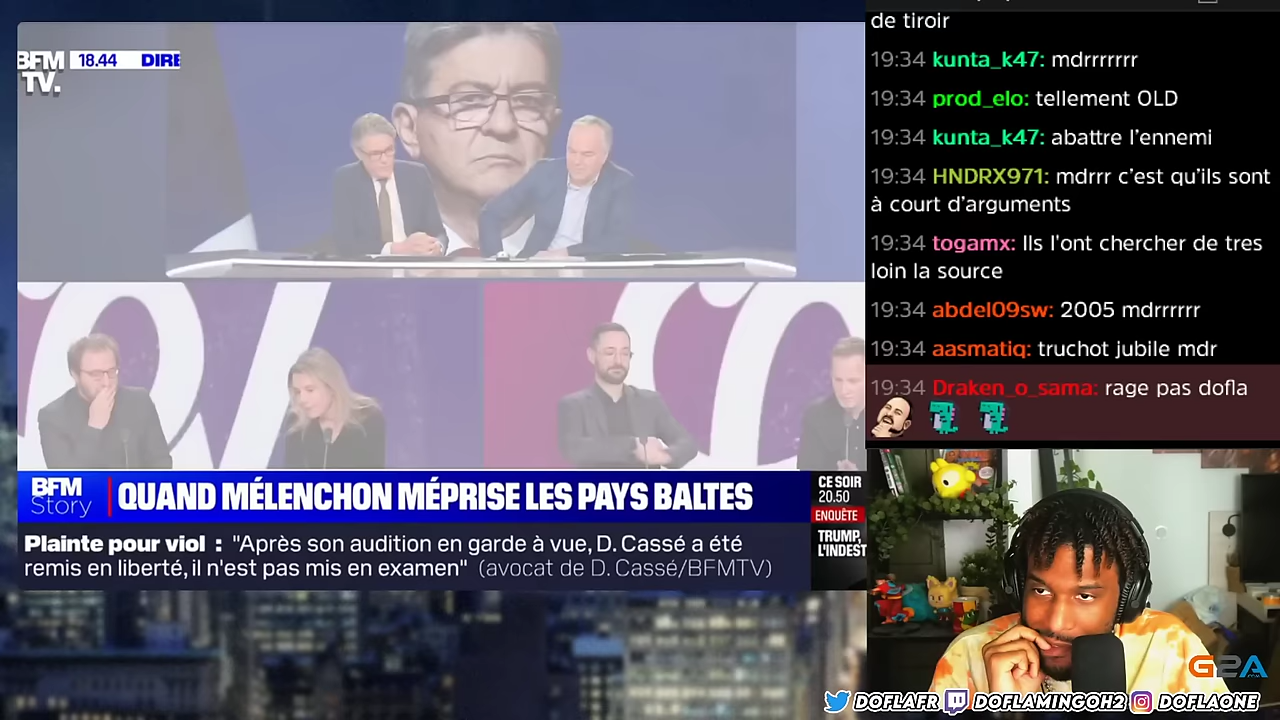 BFM
TV.
18.44
DIRE
BFM
Story
QUAND MÉLENCHON MÉPRISE LES PAYS BALTES
Plainte pour viol : "Après son audition en garde à vue, D. Cassé a été
remis en liberté, il n'est pas mis en examen" (avocat de D. Cassé/BFMTV)
CE SOIR
20.50
ENQUÊTE
TRUMP,
L'INDEST
de tiroir
19:34 kunta_k47: mdrrrrrrr
19:34 prod_elo: tellement OLD
19:34 kunta_k47: abattre l’ennemi
19:34 HNDRX971: mdrrr c’est qu’ils sont
à court d’arguments
19:34 togamx: Ils l'ont chercher de tres
loin la source
19:34 abdel09sw: 2005 mdrrrrrr
19:34 aasmatiq: truchot jubile mdr
19:34 Draken_o_sama: rage pas dofla
G2A
DOFLAFR DOFLAMINGOH2 DOFLAONE